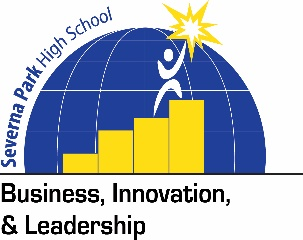 Severna Park High School
Business, Innovation,
& Leadership